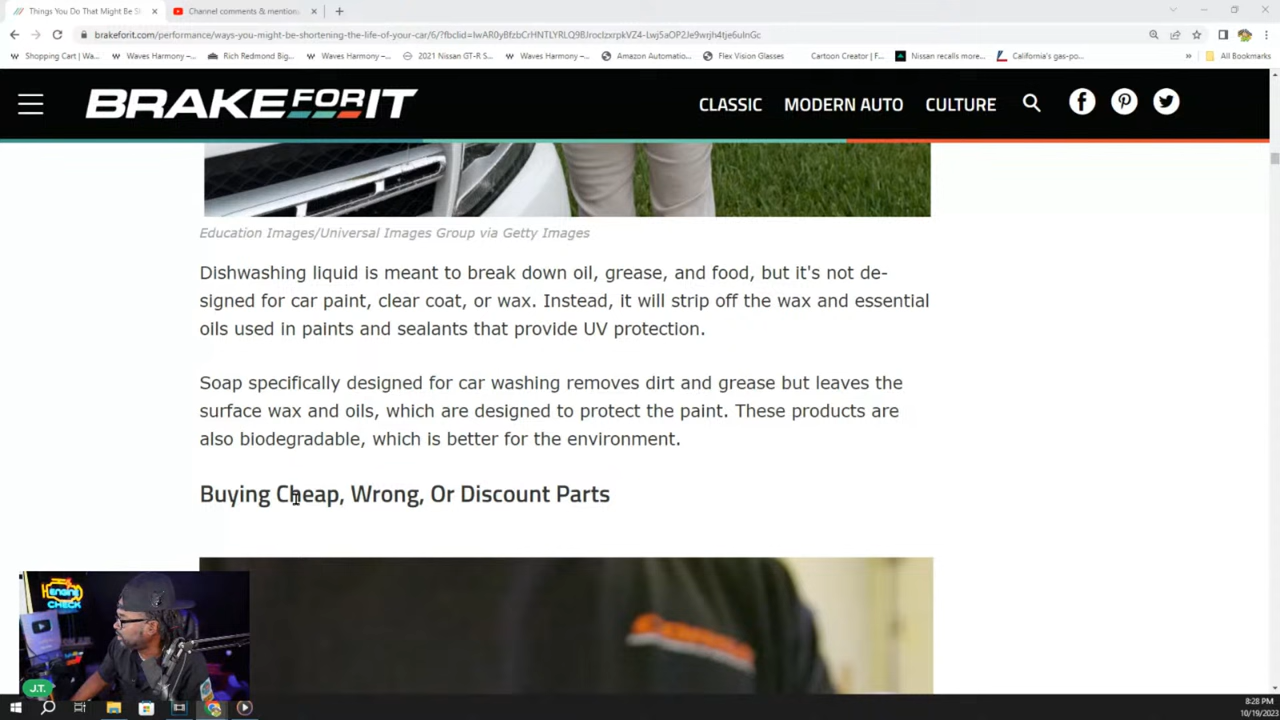 Things You Do That Might Be S
Channel comments & mention
brakeforit.com/performance/ways-you-might-be-shortening-the-life-of-your-car/6/?fbclid=IwAR0yBfzbCrHNTLYRLQ9BJroclzxrpkVZ4-Lwj5aOP2Je9wrjh4tje6uInGc
Shopping Cart | Wa...
Waves Harmony –...
Rich Redmond Big...
Waves Harmony –...
2021 Nissan GT-R S...
Waves Harmony –...
Amazon Automatio...
Flex Vision Glasses
Cartoon Creator | F...
Nissan recalls more...
California's gas-po...
All Bookmarks
BRAKE FOR IT
CLASSIC
MODERN AUTO
CULTURE
Education Images/Universal Images Group via Getty Images
Dishwashing liquid is meant to break down oil, grease, and food, but it's not de-
signed for car paint, clear coat, or wax. Instead, it will strip off the wax and essential
oils used in paints and sealants that provide UV protection.
Soap specifically designed for car washing removes dirt and grease but leaves the
surface wax and oils, which are designed to protect the paint. These products are
also biodegradable, which is better for the environment.
Buying Cheap, Wrong, Or Discount Parts
engine
CHECK
J.T.
8:28 PM
10/19/2023